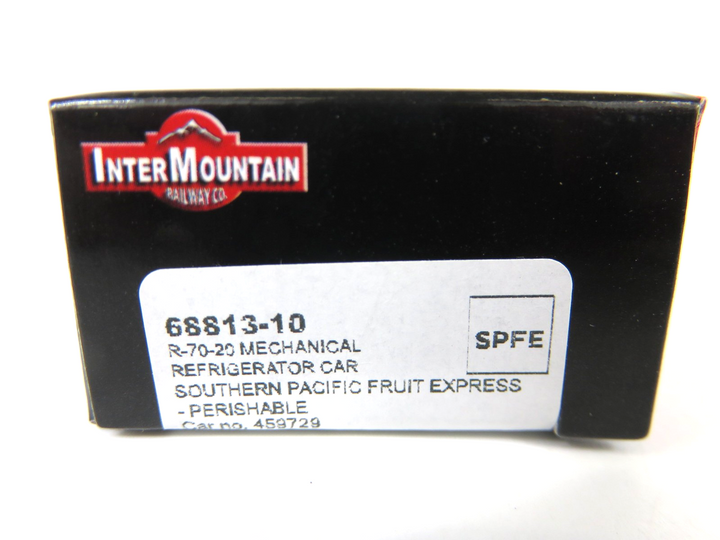 INTERMOUNTAIN
RAILWAY CO.
68813-10
R-70-20 MECHANICAL
REFRIGERATOR CAR
SOUTHERN PACIFIC FRUIT EXPRESS
- PERISHABLE
Car no. 459729
SPFE